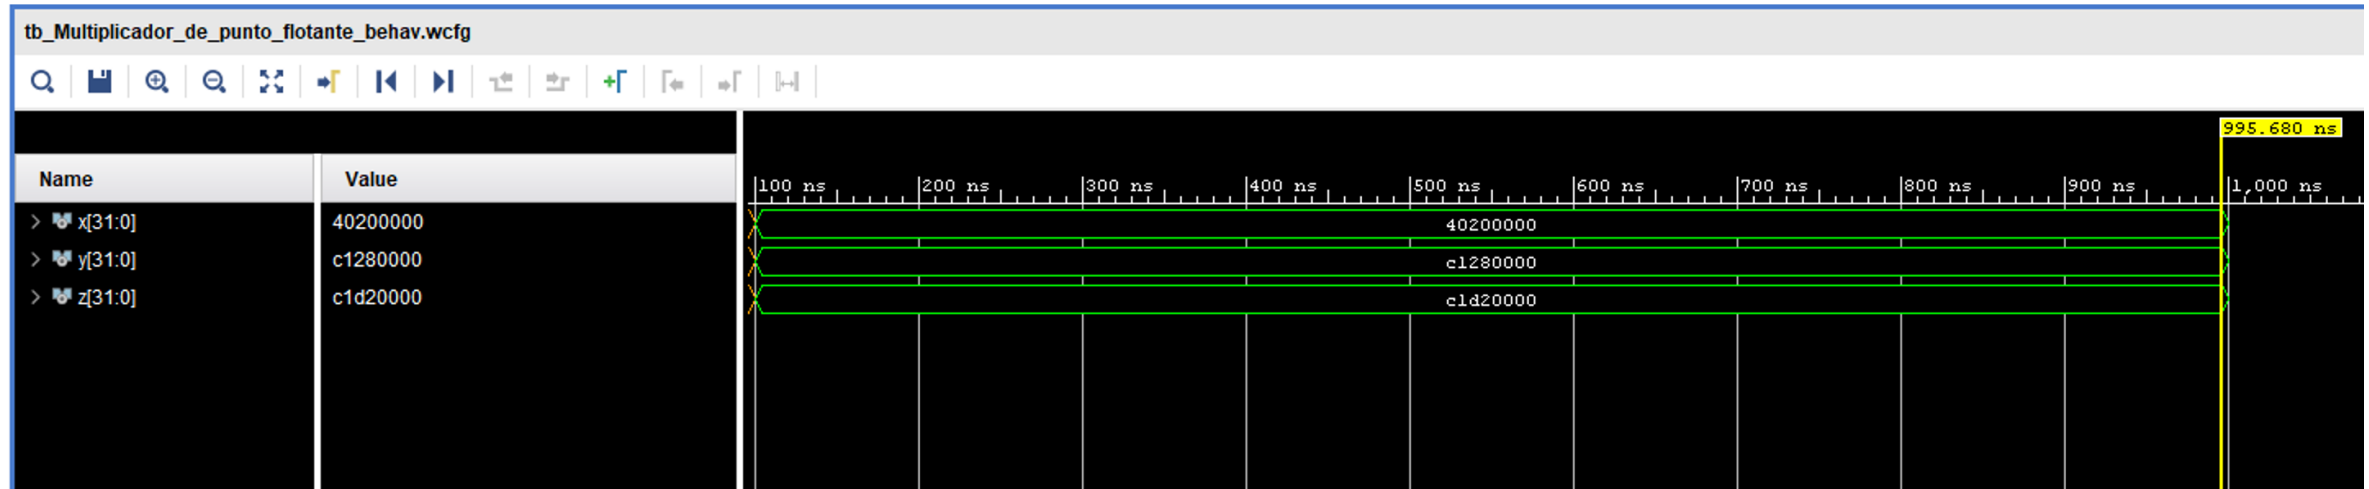 tb_Multiplicador_de_punto_flotante_behav.wcfg
995.680 ns
Name Value
100 ns 200 ns 300 ns 400 ns 500 ns 600 ns 700 ns 800 ns 900 ns 1,000 ns
x[31:0] 40200000 40200000
y[31:0] c1280000 c1280000
z[31:0] c1d20000 c1d20000